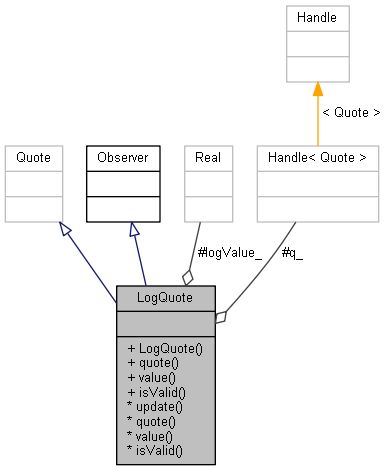 Handle
< Quote >
Quote
Observer
Real
Handle< Quote >
#logValue_
#q_
LogQuote
+ LogQuote()
+ quote()
+ value()
+ isValid()
* update()
* quote()
* value()
* isValid()